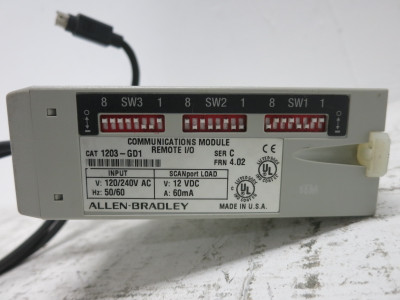 8 SW3 1 8 SW2 1 8 SW1 1
COMMUNICATIONS MODULE
REMOTE I/O
CAT 1203-GD1 SER C
FRN 4.02
INPUT SCANport LOAD
V: 120/240V AC V: 12 VDC
Hz: 50/60 A: 60mA
ALLEN-BRADLEY MADE IN U.S.A.